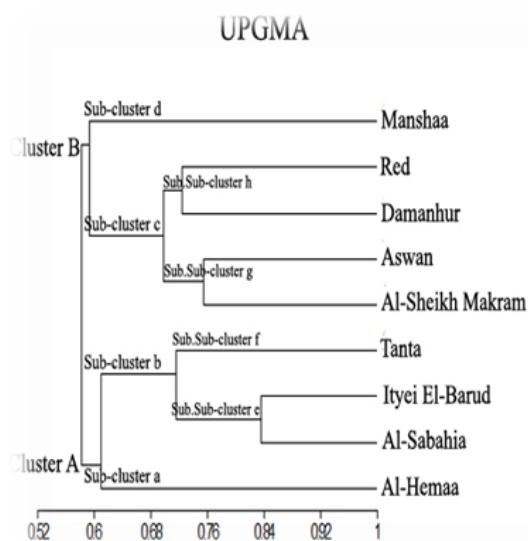 UPGMA
Sub-cluster d
Manshaa
Cluster B
Red
Sub.Sub-cluster h
Damanhur
Sub-cluster c
Aswan
Sub.Sub-cluster g
Al-Sheikh Makram
Sub.Sub-cluster f
Tanta
Sub-cluster b
Ityei El-Barud
Sub.Sub-cluster e
Al-Sabahia
Cluster A
Sub-cluster a
Al-Hemaa
0.52 0.6 0.68 0.76 0.84 0.92 1